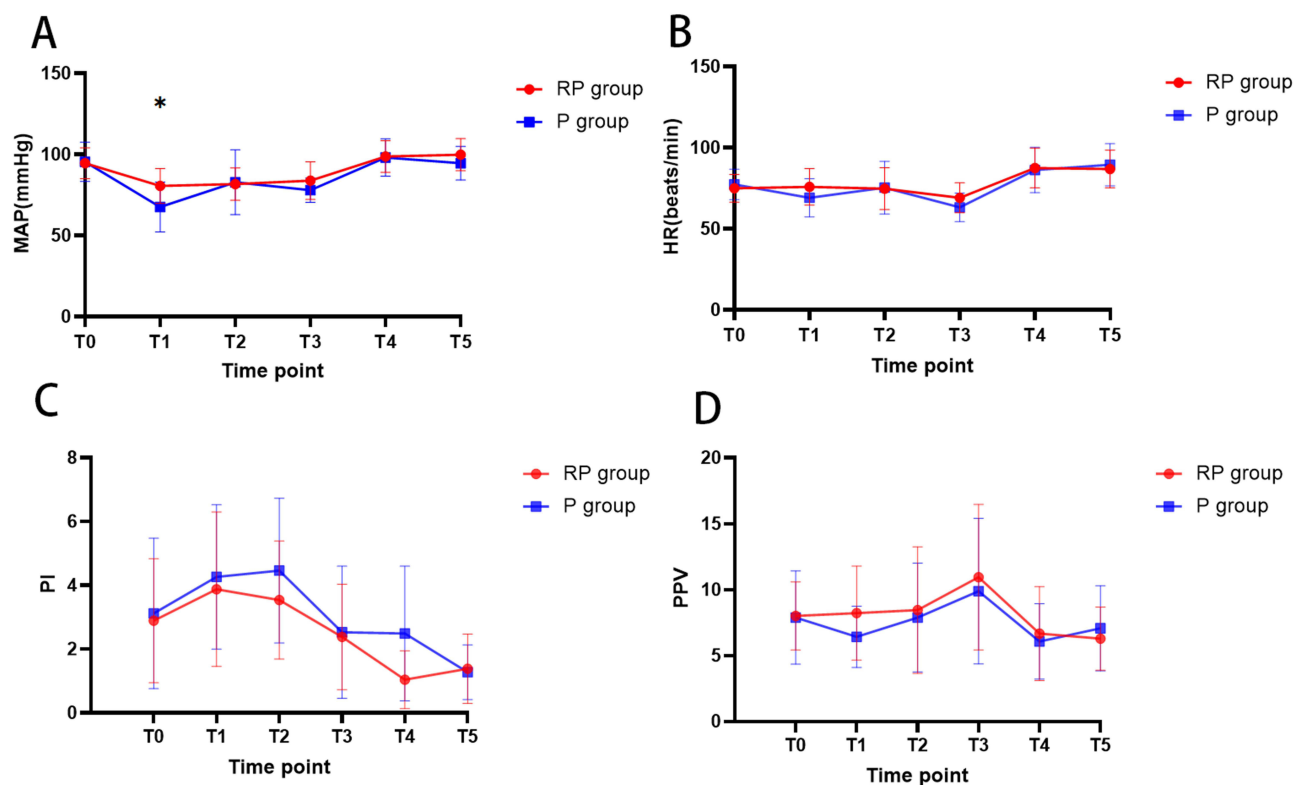 A
MAP(mmHg)
150
100
50
0
*
RP group
P group
T0 T1 T2 T3 T4 T5
Time point
B
HR(beats/min)
150
100
50
0
RP group
P group
T0 T1 T2 T3 T4 T5
Time point
C
PI
8
6
4
2
0
RP group
P group
T0 T1 T2 T3 T4 T5
Time point
D
PPV
20
15
10
5
0
RP group
P group
T0 T1 T2 T3 T4 T5
Time point